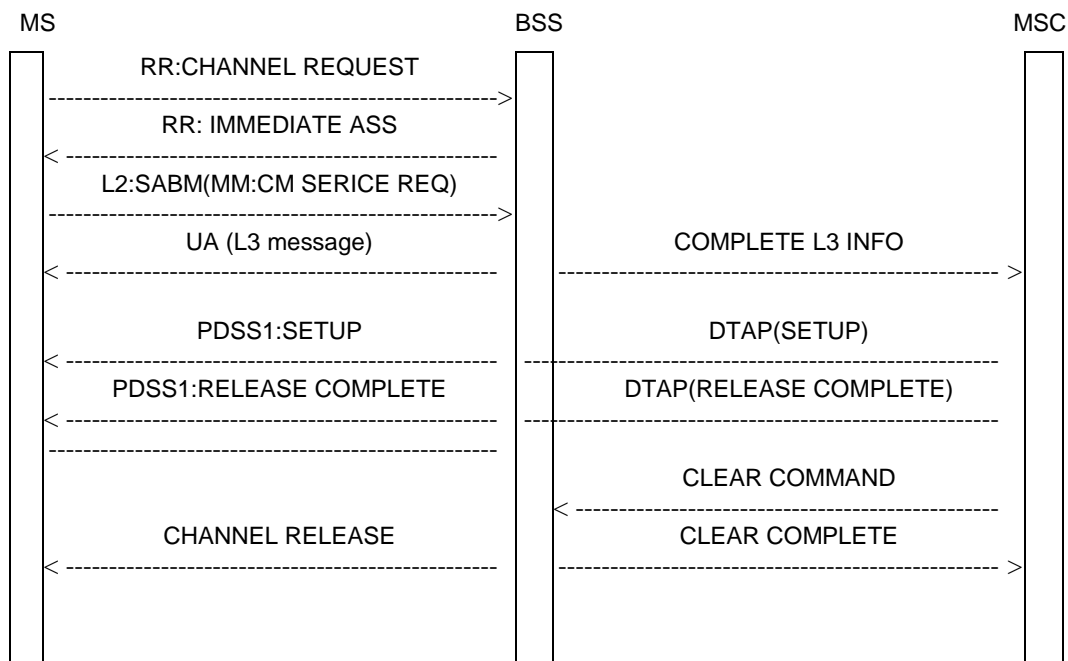 MS BSS MSC
RR:CHANNEL REQUEST
RR: IMMEDIATE ASS
L2:SABM(MM:CM SERICE REQ)
UA (L3 message) COMPLETE L3 INFO
PDSS1:SETUP DTAP(SETUP)
PDSS1:RELEASE COMPLETE DTAP(RELEASE COMPLETE)
CLEAR COMMAND
CHANNEL RELEASE CLEAR COMPLETE